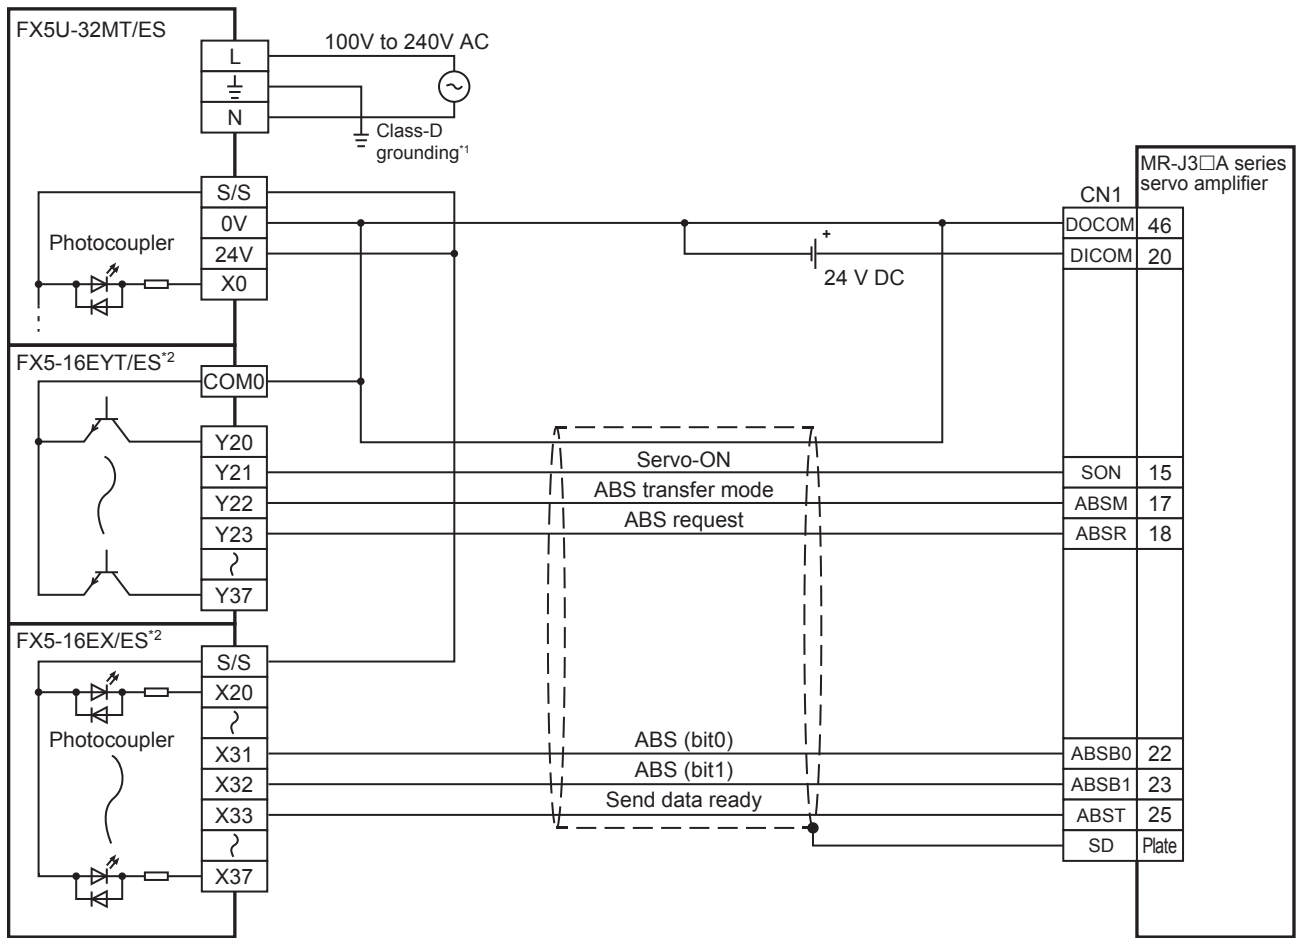 FX5U-32MT/ES
L
100V to 240V AC
N
Class-D
grounding*1
MR-J3□A series
servo amplifier
CN1
S/S
0V
24V
X0
Photocoupler
+
24 V DC
DOCOM 46
DICOM 20
FX5-16EYT/ES*2
COM0
Y20
Y21 Servo-ON SON 15
Y22 ABS transfer mode ABSM 17
Y23 ABS request ABSR 18
Y37
FX5-16EX/ES*2
S/S
X20
Photocoupler
X31 ABS (bit0) ABSB0 22
X32 ABS (bit1) ABSB1 23
X33 Send data ready ABST 25
SD Plate
X37